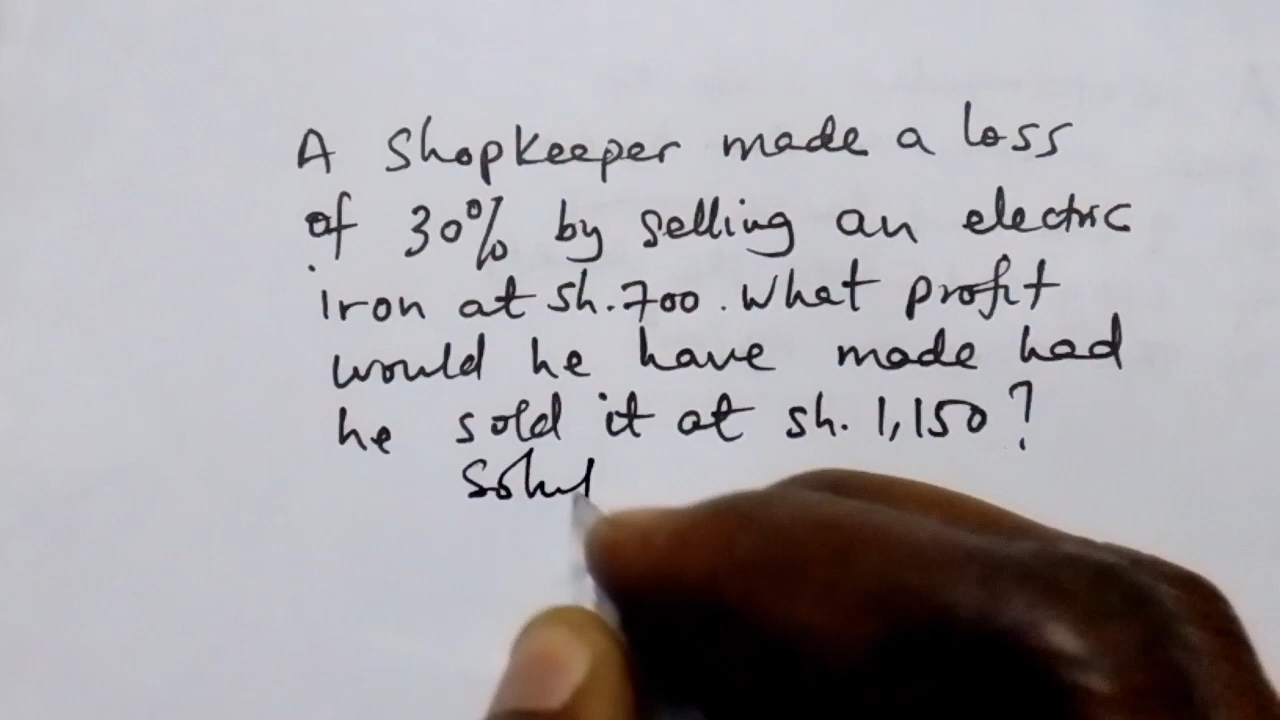 A Shopkeeper made a loss
of 30% by selling an electric
iron at sh.700. What profit
would he have made had
he sold it at sh. 1,150?